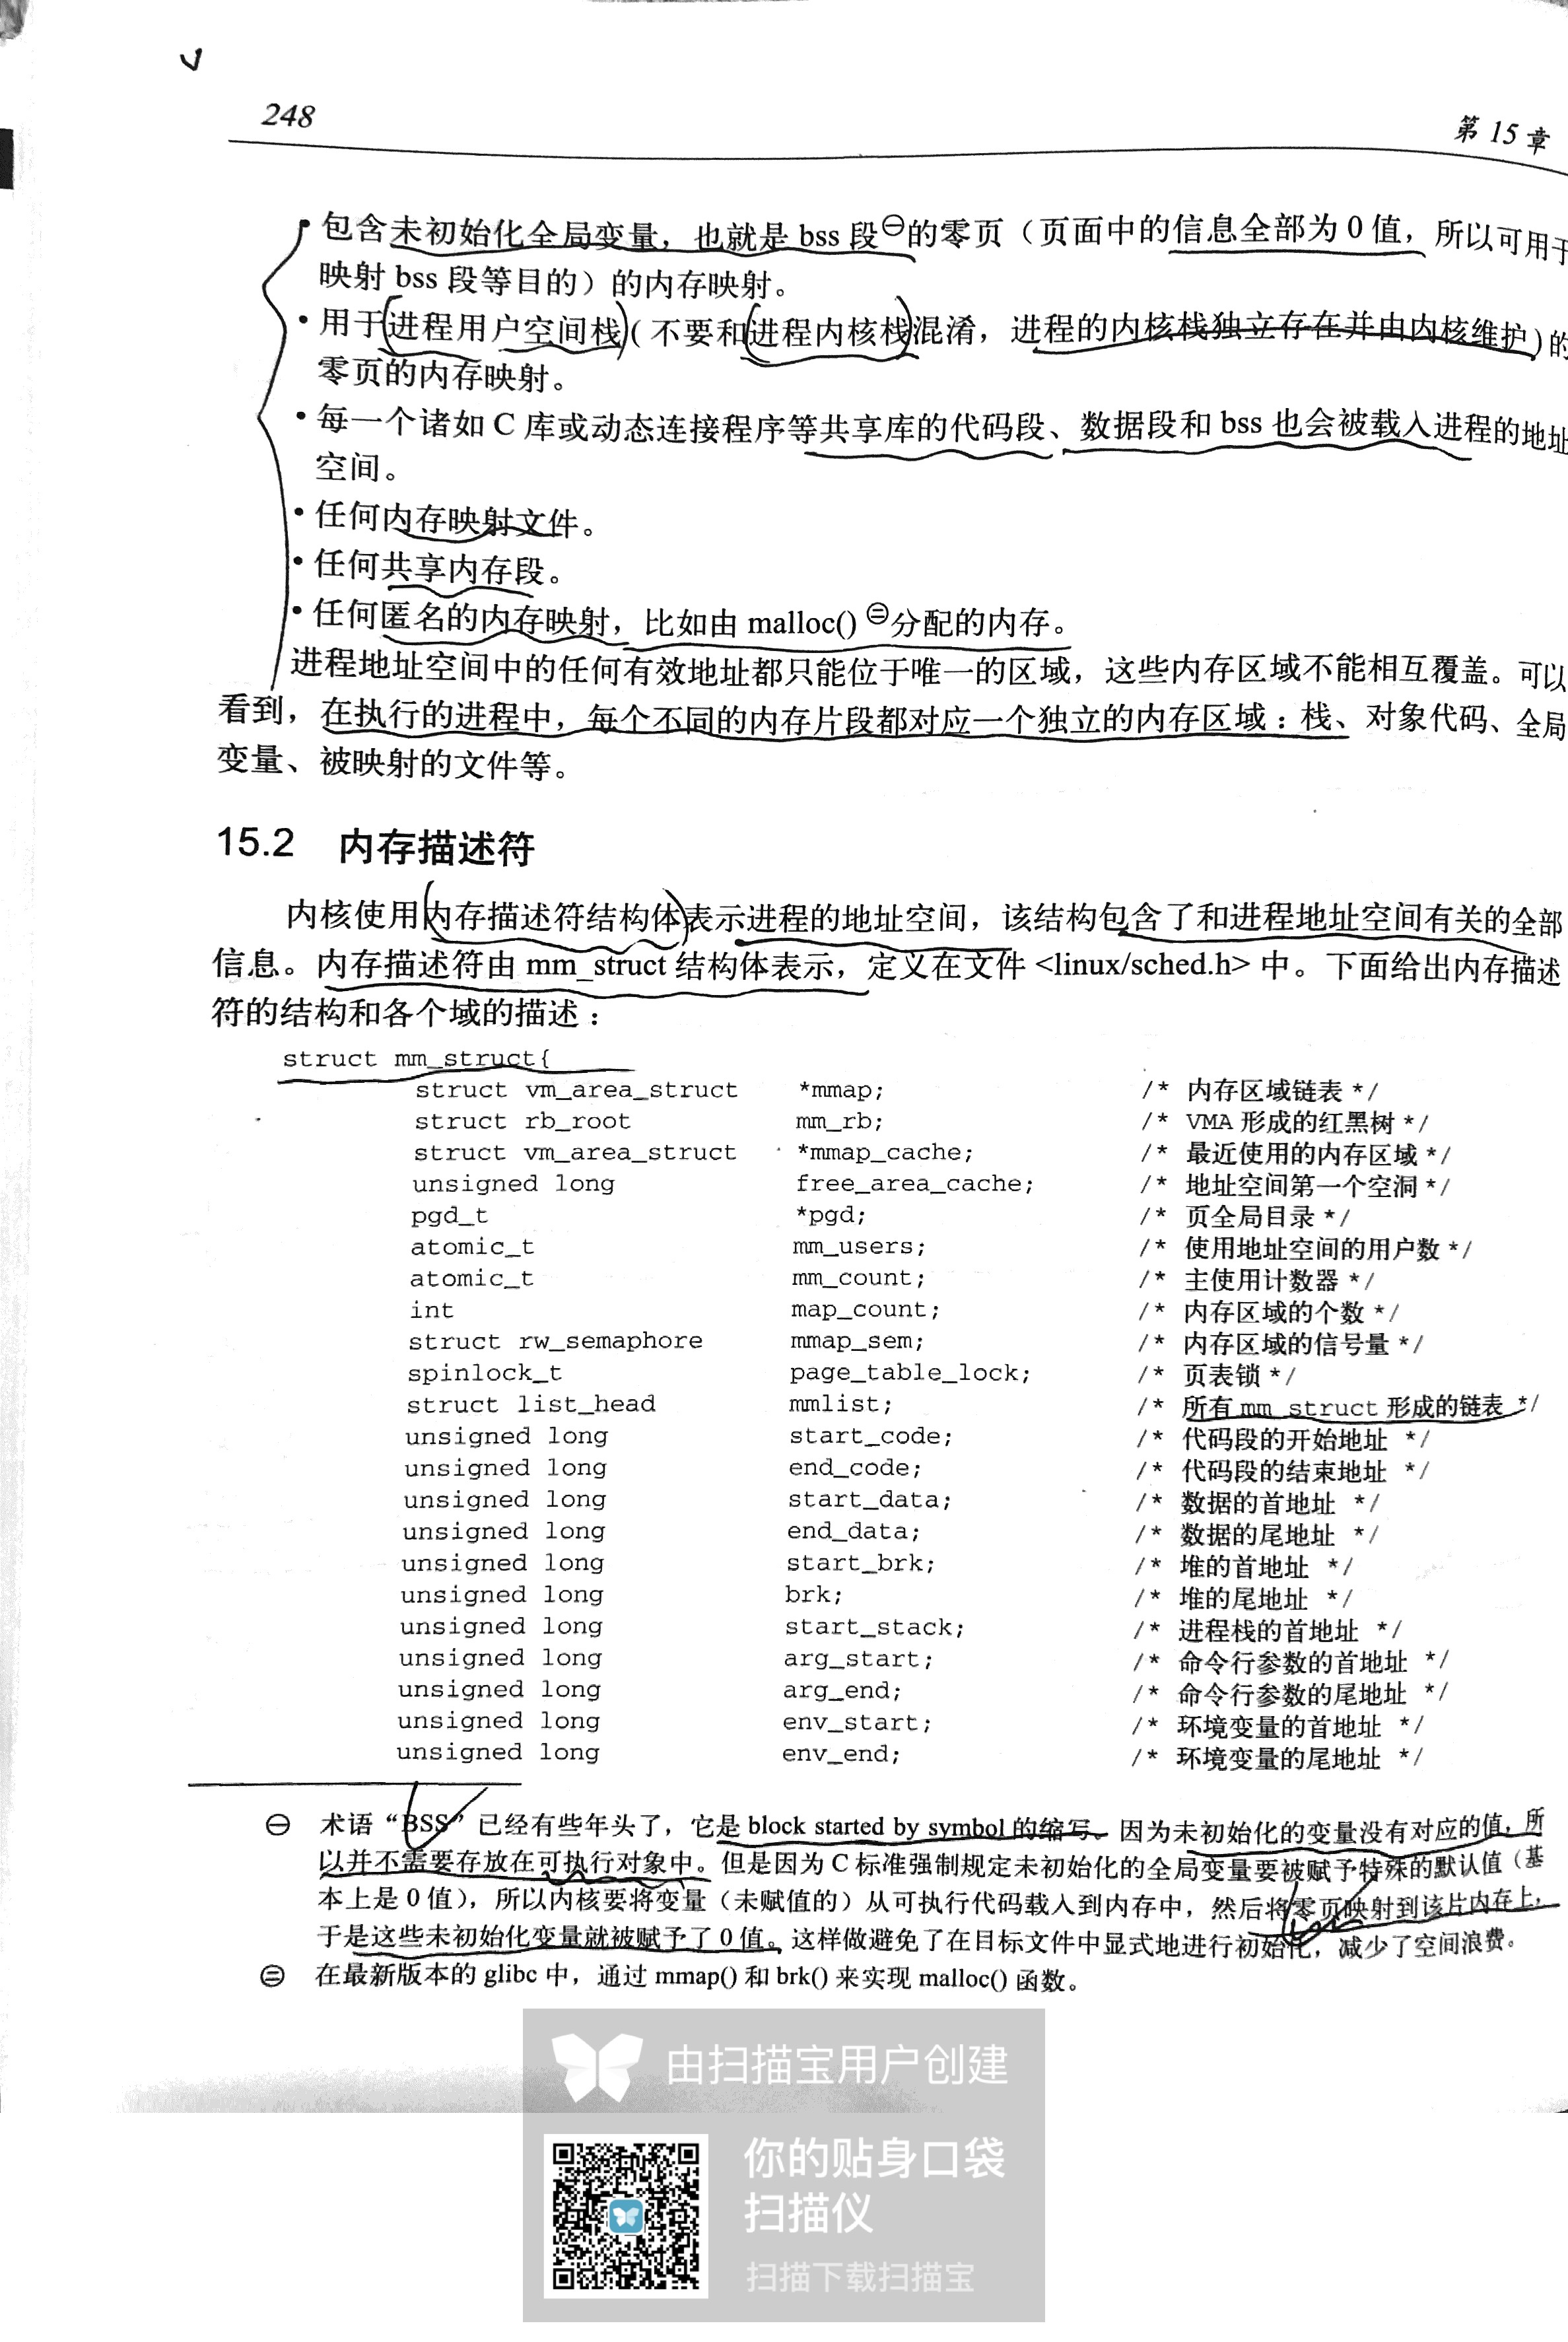 248
第 15 章
• 包含未初始化全局变量，也就是 bss 段㊀的零页（页面中的信息全部为 0 值，所以可用于
映射 bss 段等目的）的内存映射。
• 用于进程用户空间栈（不要和进程内核栈混淆，进程的内核栈独立存在并由内核维护）的
零页的内存映射。
• 每一个诸如 C 库或动态连接程序等共享库的代码段、数据段和 bss 也会被载入进程的地址
空间。
• 任何内存映射文件。
• 任何共享内存段。
• 任何匿名的内存映射，比如由 malloc() ㊁分配的内存。
进程地址空间中的任何有效地址都只能位于唯一的区域，这些内存区域不能相互覆盖。可以
看到，在执行的进程中，每个不同的内存片段都对应一个独立的内存区域：栈、对象代码、全局
变量、被映射的文件等。
15.2 内存描述符
内核使用内存描述符结构体表示进程的地址空间，该结构包含了和进程地址空间有关的全部
信息。内存描述符由 mm_struct 结构体表示，定义在文件 <linux/sched.h> 中。下面给出内存描述
符的结构和各个域的描述：
struct mm_struct{
struct vm_area_struct *mmap; /* 内存区域链表 */
struct rb_root mm_rb; /* VMA 形成的红黑树 */
struct vm_area_struct *mmap_cache; /* 最近使用的内存区域 */
unsigned long free_area_cache; /* 地址空间第一个空洞 */
pgd_t *pgd; /* 页全局目录 */
atomic_t mm_users; /* 使用地址空间的用户数 */
atomic_t mm_count; /* 主使用计数器 */
int map_count; /* 内存区域的个数 */
struct rw_semaphore mmap_sem; /* 内存区域的信号量 */
spinlock_t page_table_lock; /* 页表锁 */
struct list_head mmlist; /* 所有 mm_struct 形成的链表 */
unsigned long start_code; /* 代码段的开始地址 */
unsigned long end_code; /* 代码段的结束地址 */
unsigned long start_data; /* 数据的首地址 */
unsigned long end_data; /* 数据的尾地址 */
unsigned long start_brk; /* 堆的首地址 */
unsigned long brk; /* 堆的尾地址 */
unsigned long start_stack; /* 进程栈的首地址 */
unsigned long arg_start; /* 命令行参数的首地址 */
unsigned long arg_end; /* 命令行参数的尾地址 */
unsigned long env_start; /* 环境变量的首地址 */
unsigned long env_end; /* 环境变量的尾地址 */
㊀ 术语“BSS”已经有些年头了，它是 block started by symbol 的缩写。因为未初始化的变量没有对应的值，所
以并不需要存放在可执行对象中。但是因为 C 标准强制规定未初始化的全局变量要被赋予特殊的默认值（基
本上是 0 值），所以内核要将变量（未赋值的）从可执行代码载入到内存中，然后将零页映射到该片内存上，
于是这些未初始化变量就被赋予了 0 值。这样做避免了在目标文件中显式地进行初始化，减少了空间浪费。
㊁ 在最新版本的 glibc 中，通过 mmap() 和 brk() 来实现 malloc() 函数。
由扫描宝用户创建
你的贴身口袋
扫描仪
扫描下载扫描宝